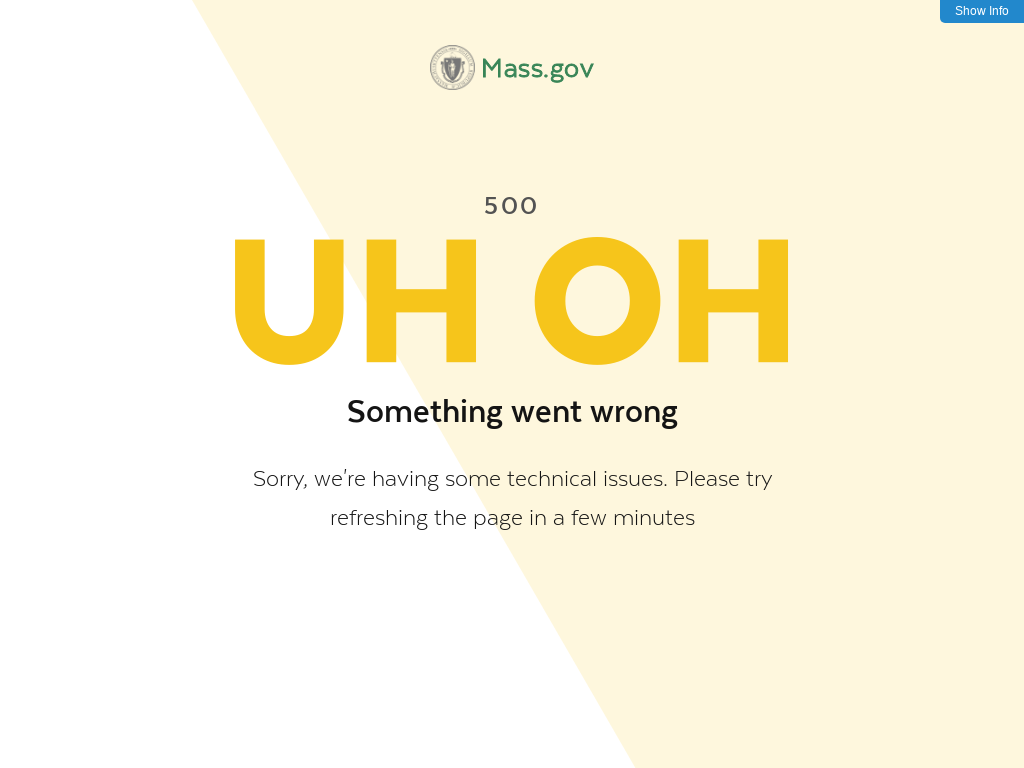 Show Info
Mass.gov
500
UH OH
Something went wrong
Sorry, we're having some technical issues. Please try
refreshing the page in a few minutes